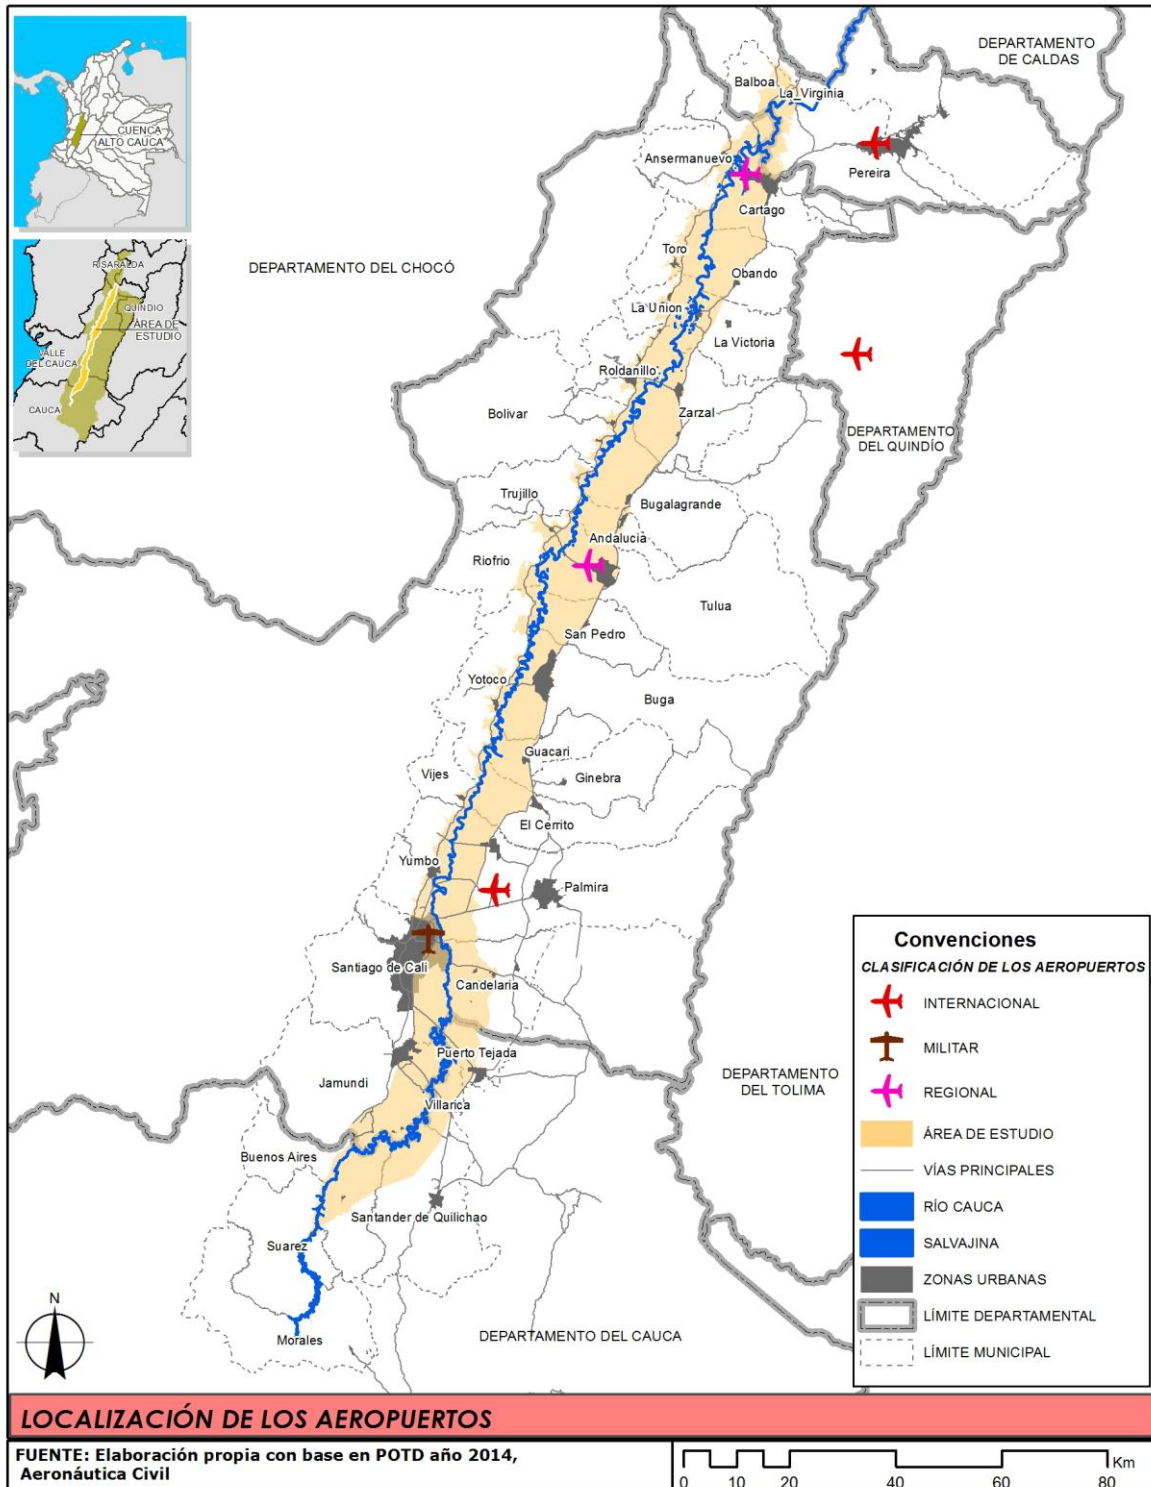 CUENCA
ALTO CAUCA
RISARALDA
QUINDIO
ÁREA DE
ESTUDIO
VALLE
DEL CAUCA
CAUCA
DEPARTAMENTO
DE CALDAS
Balboa
La_Virginia
Ansermanuevo
Pereira
Cartago
Toro
DEPARTAMENTO DEL CHOCÓ
Obando
La Union
La Victoria
Roldanillo
Bolivar
Zarzal
DEPARTAMENTO
DEL QUINDÍO
Trujillo
Bugalagrande
Andalucia
Riofrio
Tulua
San Pedro
Yotoco
Buga
Guacari
Vijes
Ginebra
El Cerrito
Yumbo
Palmira
Santiago de Cali
Candelaria
Puerto Tejada
Jamundi
DEPARTAMENTO
DEL TOLIMA
Villarica
Buenos Aires
Santander de Quilichao
Suarez
Morales
DEPARTAMENTO DEL CAUCA
N
Convenciones
CLASIFICACIÓN DE LOS AEROPUERTOS
INTERNACIONAL
MILITAR
REGIONAL
ÁREA DE ESTUDIO
VÍAS PRINCIPALES
RÍO CAUCA
SALVAJINA
ZONAS URBANAS
LÍMITE DEPARTAMENTAL
LÍMITE MUNICIPAL
LOCALIZACIÓN DE LOS AEROPUERTOS
FUENTE: Elaboración propia con base en POTD año 2014,
Aeronáutica Civil
Km
0 10 20 40 60 80